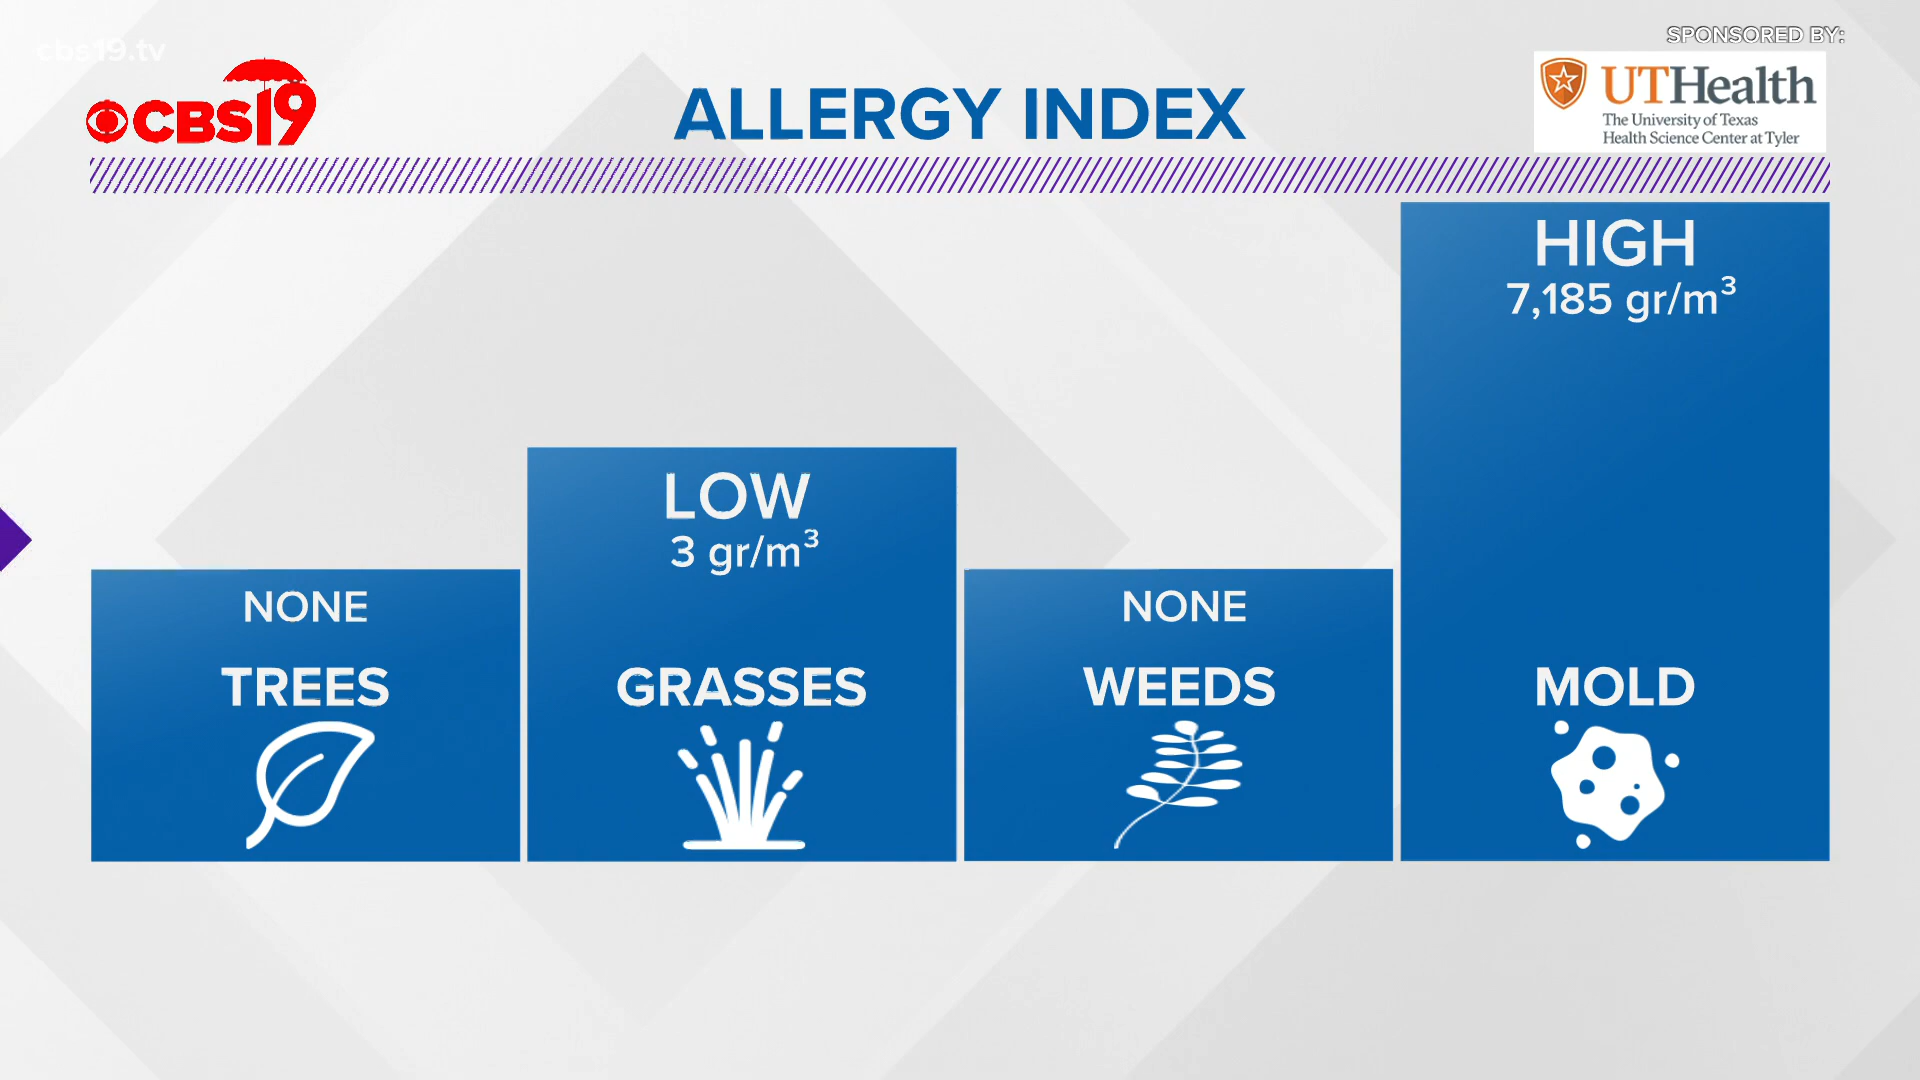 cbs19.tv
SPONSORED BY:
CBS19
ALLERGY INDEX
UTHealth
The University of Texas
Health Science Center at Tyler
NONE
TREES
LOW
3 gr/m³
GRASSES
NONE
WEEDS
HIGH
7,185 gr/m³
MOLD